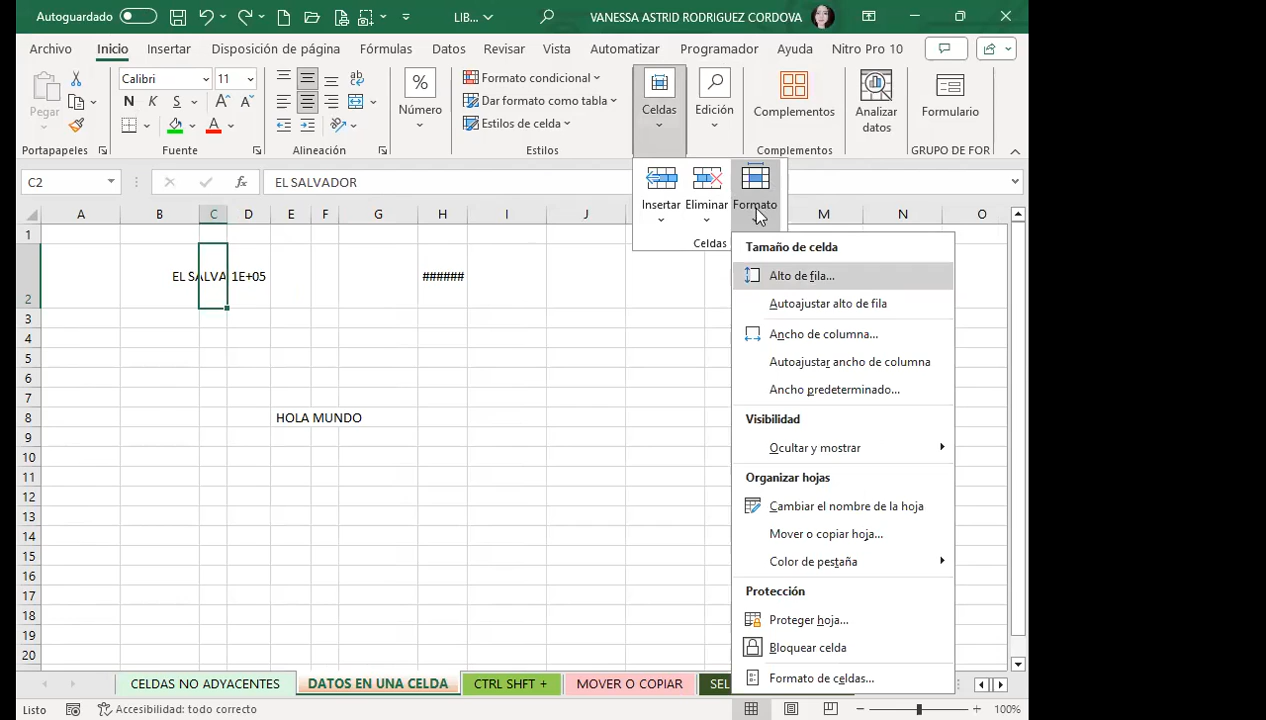 Autoguardado
LIB...
VANESSA ASTRID RODRIGUEZ CORDOVA
Archivo Inicio Insertar Disposición de página Fórmulas Datos Revisar Vista Automatizar Programador Ayuda Nitro Pro 10
Pegar
Calibri 11
N K S A A A
ab
%
Número
Formato condicional
Dar formato como tabla
Estilos de celda
Celdas
Edición
Complementos
Analizar
datos
Formulario
Portapapeles Fuente Alineación Estilos Complementos GRUPO DE FOR
C2 fx EL SALVADOR
Insertar Eliminar Formato
Celdas
A B C D E F G H I J M N O
1
EL SALVA 1E+05 ######
2
3
4
5
6
7
8 HOLA MUNDO
9
10
11
12
13
14
15
16
17
18
19
20
Tamaño de celda
Alto de fila...
Autoajustar alto de fila
Ancho de columna...
Autoajustar ancho de columna
Ancho predeterminado...
Visibilidad
Ocultar y mostrar
Organizar hojas
Cambiar el nombre de la hoja
Mover o copiar hoja...
Color de pestaña
Protección
Proteger hoja...
Bloquear celda
Formato de celdas...
CELDAS NO ADYACENTES DATOS EN UNA CELDA CTRL SHFT + MOVER O COPIAR SEL
Listo Accesibilidad: todo correcto 100%